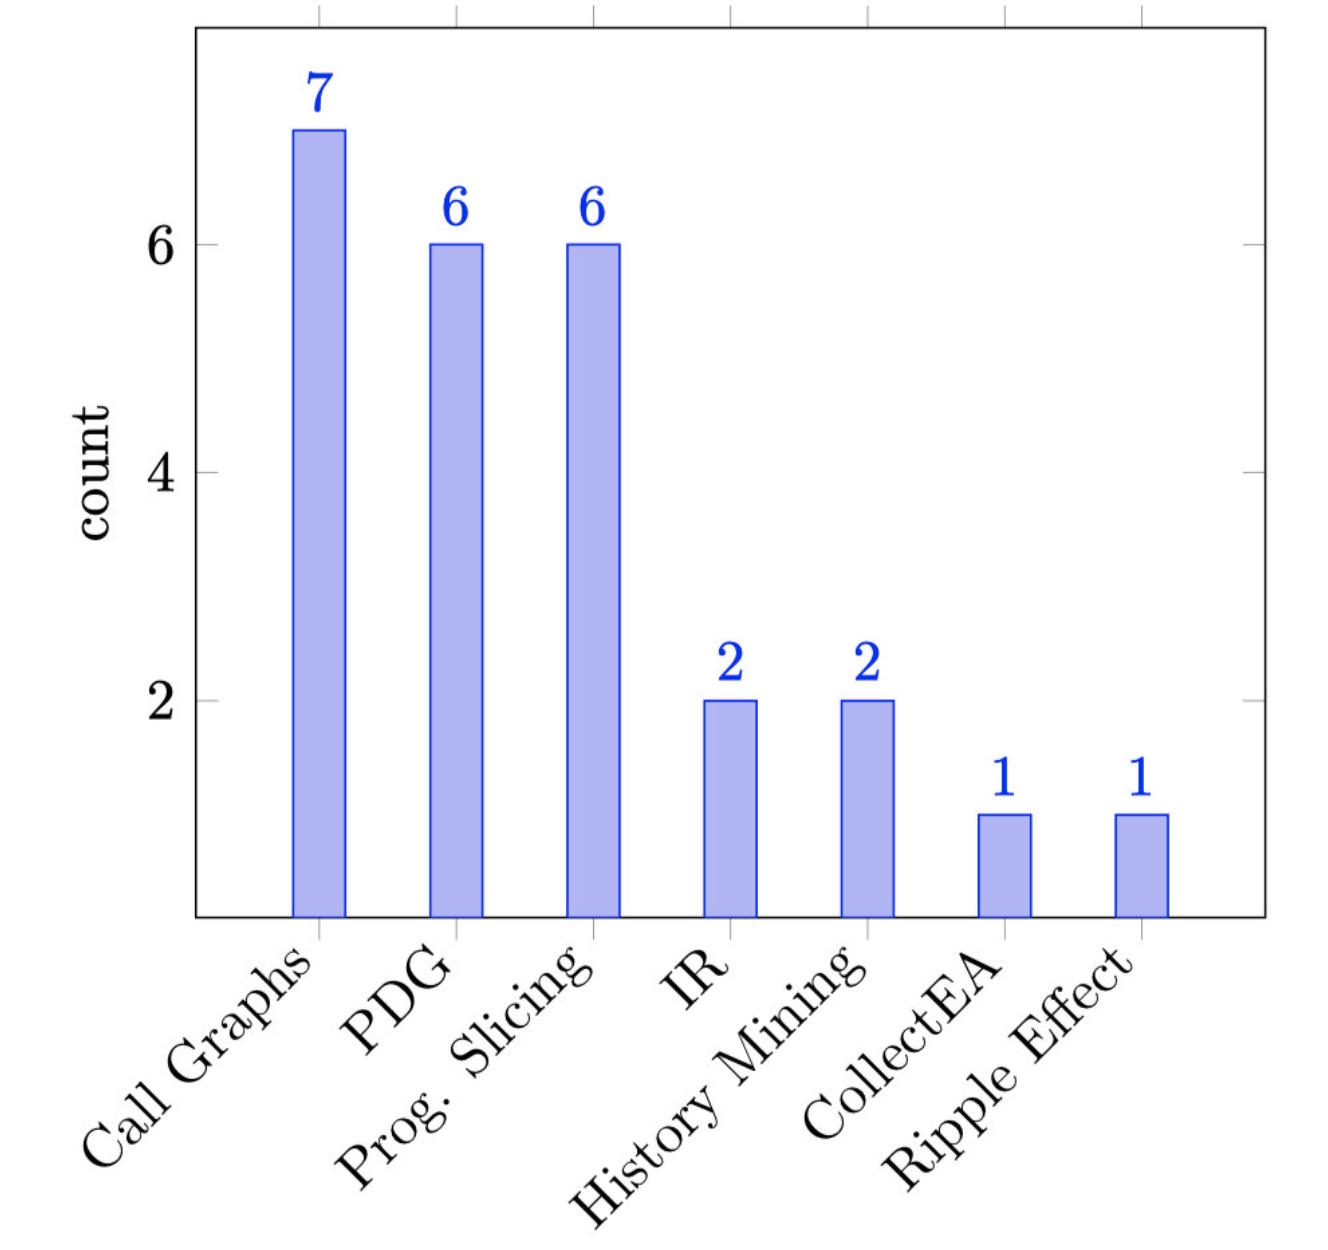 7
6 6
6
count
4
2 2
2
1 1
Call Graphs
PDG
Prog. Slicing
IR
History Mining
CollectEA
Ripple Effect